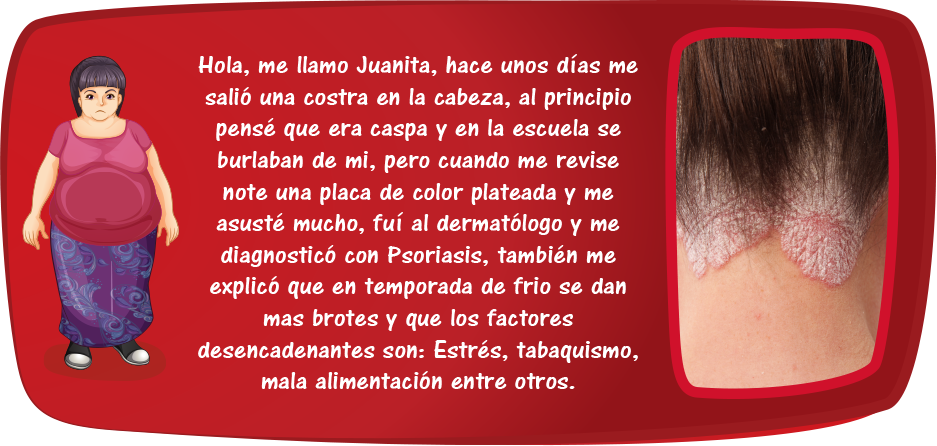 Hola, me llamo Juanita, hace unos días me
salió una costra en la cabeza, al principio
pensé que era caspa y en la escuela se
burlaban de mi, pero cuando me revise
note una placa de color plateada y me
asusté mucho, fuí al dermatólogo y me
diagnosticó con Psoriasis, también me
explicó que en temporada de frio se dan
mas brotes y que los factores
desencadenantes son: Estrés, tabaquismo,
mala alimentación entre otros.